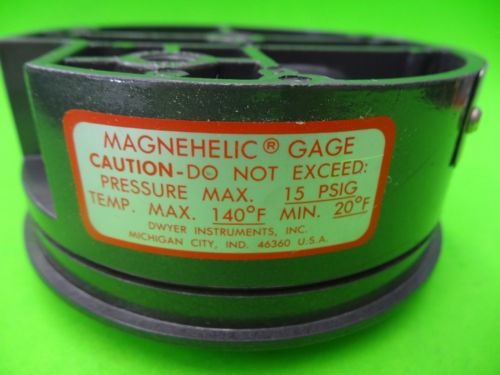 MAGNEHELIC® GAGE
CAUTION-DO NOT EXCEED:
PRESSURE MAX. 15 PSIG
TEMP. MAX. 140°F MIN. 20°F
DWYER INSTRUMENTS, INC.
MICHIGAN CITY, IND. 46360 U.S.A.